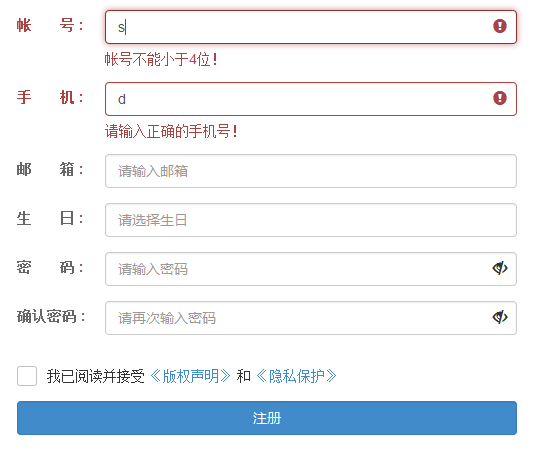 帐 号： s
帐号不能小于4位！
手 机： d
请输入正确的手机号！
邮 箱： 请输入邮箱
生 日： 请选择生日
密 码： 请输入密码
确认密码： 请再次输入密码
我已阅读并接受《版权声明》和《隐私保护》
注册